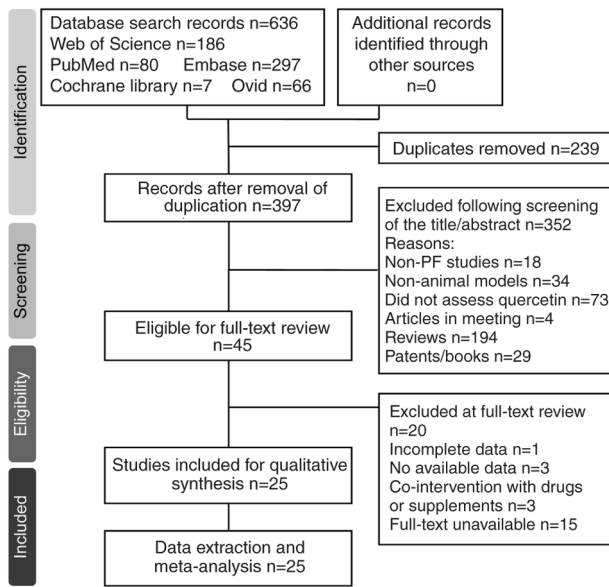 Identification
Database search records n=636
Web of Science n=186
PubMed n=80 Embase n=297
Cochrane library n=7 Ovid n=66
Additional records
identified through
other sources
n=0
Duplicates removed n=239
Records after removal of
duplication n=397
Screening
Excluded following screening
of the title/abstract n=352
Reasons:
Non-PF studies n=18
Non-animal models n=34
Did not assess quercetin n=73
Articles in meeting n=4
Reviews n=194
Patents/books n=29
Eligible for full-text review
n=45
Eligibility
Excluded at full-text review
n=20
Incomplete data n=1
No available data n=3
Co-intervention with drugs
or supplements n=3
Full-text unavailable n=15
Included
Studies included for qualitative
synthesis n=25
Data extraction and
meta-analysis n=25